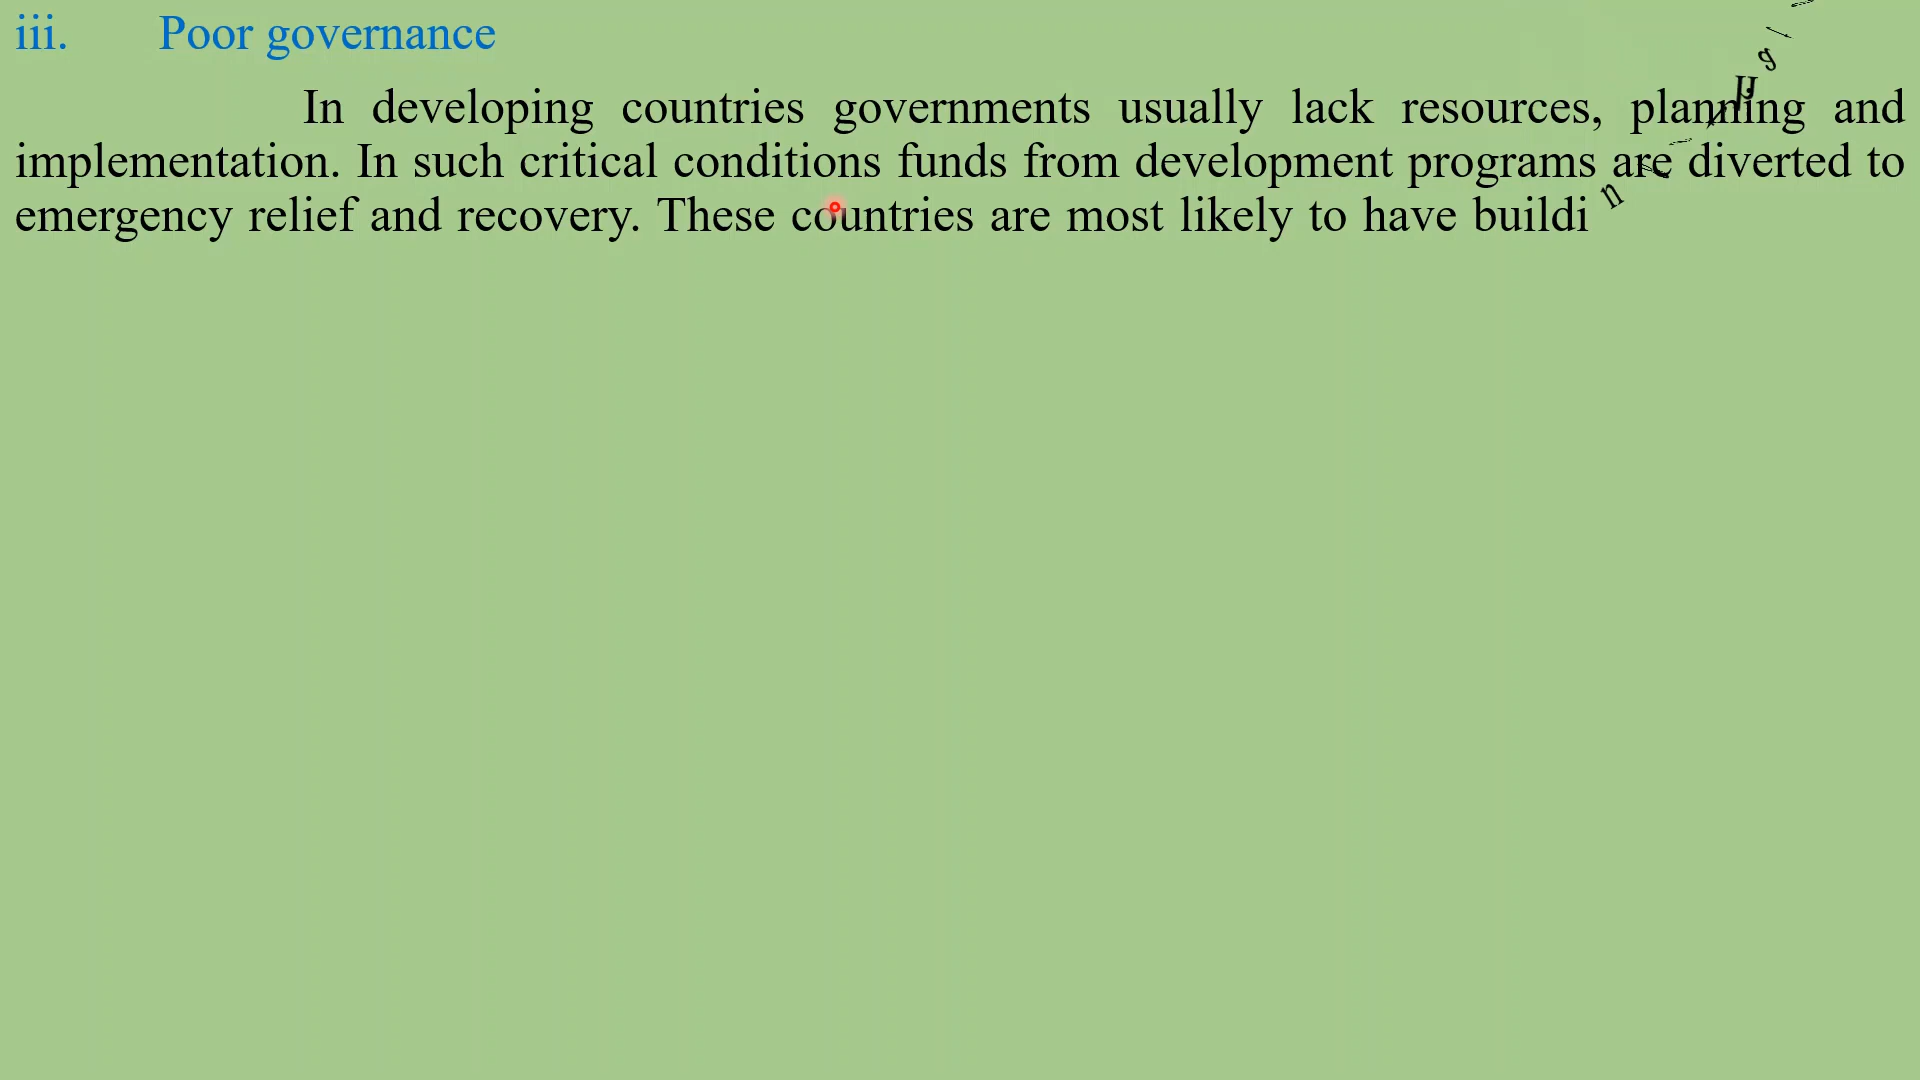 iii. Poor governance
In developing countries governments usually lack resources, planning and
implementation. In such critical conditions funds from development programs are diverted to
emergency relief and recovery. These countries are most likely to have buildi